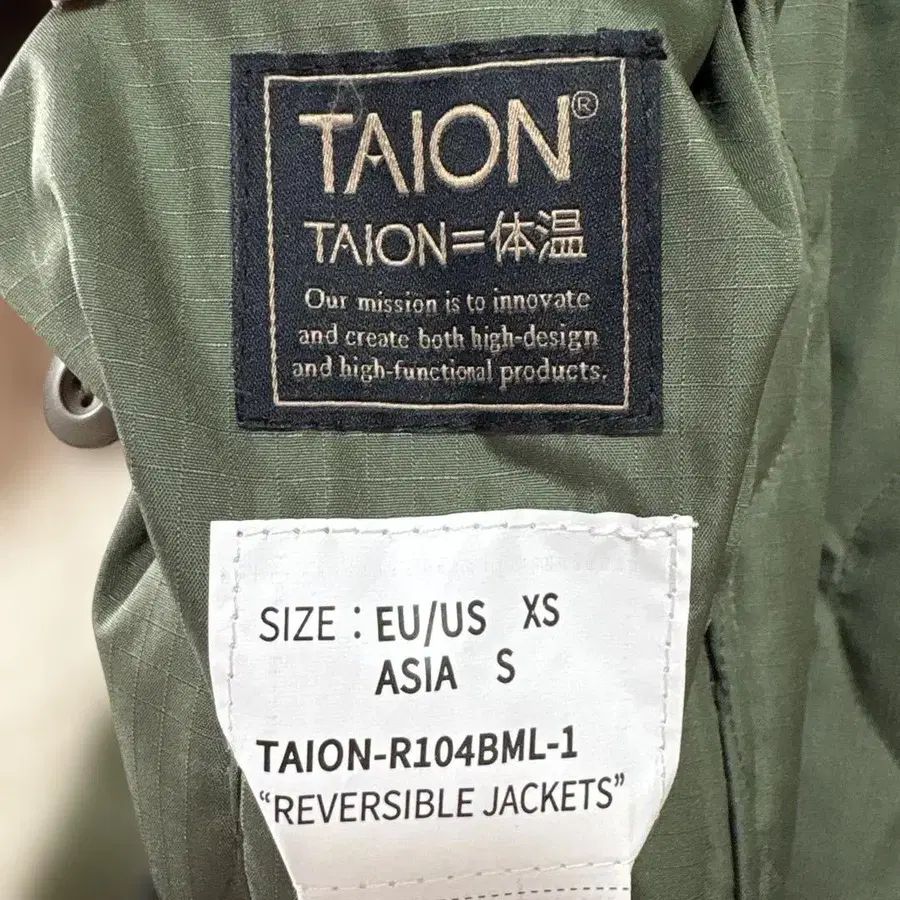 TAION®
TAION=体温
Our mission is to innovate
and create both high-design
and high-functional products.
SIZE : EU/US XS
ASIA S
TAION-R104BML-1
“REVERSIBLE JACKETS”